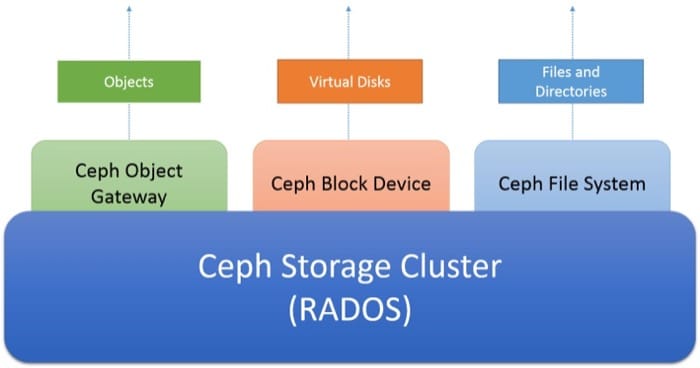 Objects
Virtual Disks
Files and
Directories
Ceph Object
Gateway
Ceph Block Device
Ceph File System
Ceph Storage Cluster
(RADOS)